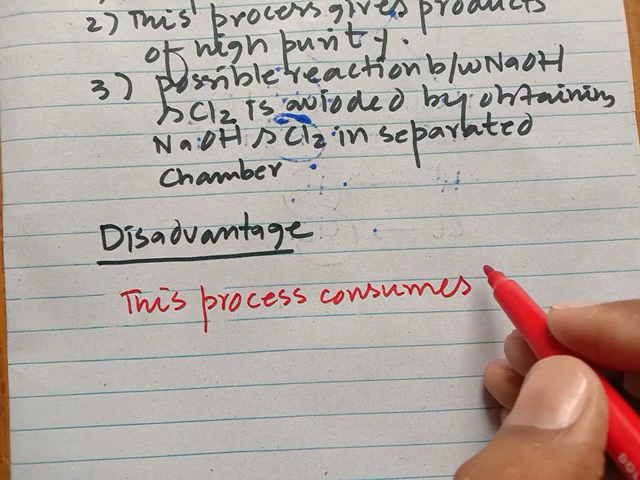 2) This process gives products
of high purity.
3) possible reaction b/w NaOH
& Cl2 is avioded by obtaining
NaOH & Cl2 in separated
Chamber
Disadvantage
This process consumes